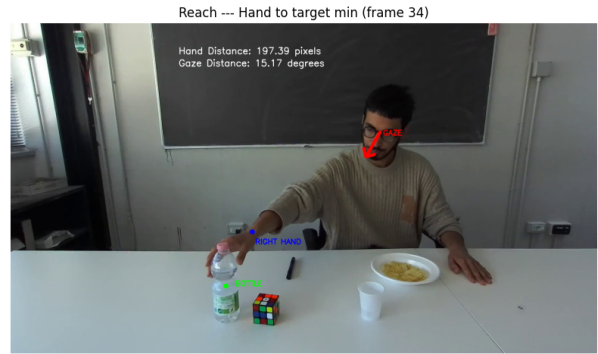 Reach --- Hand to target min (frame 34)
Hand Distance: 197.39 pixels
Gaze Distance: 15.17 degrees
GAZE
RIGHT HAND
BOTTLE